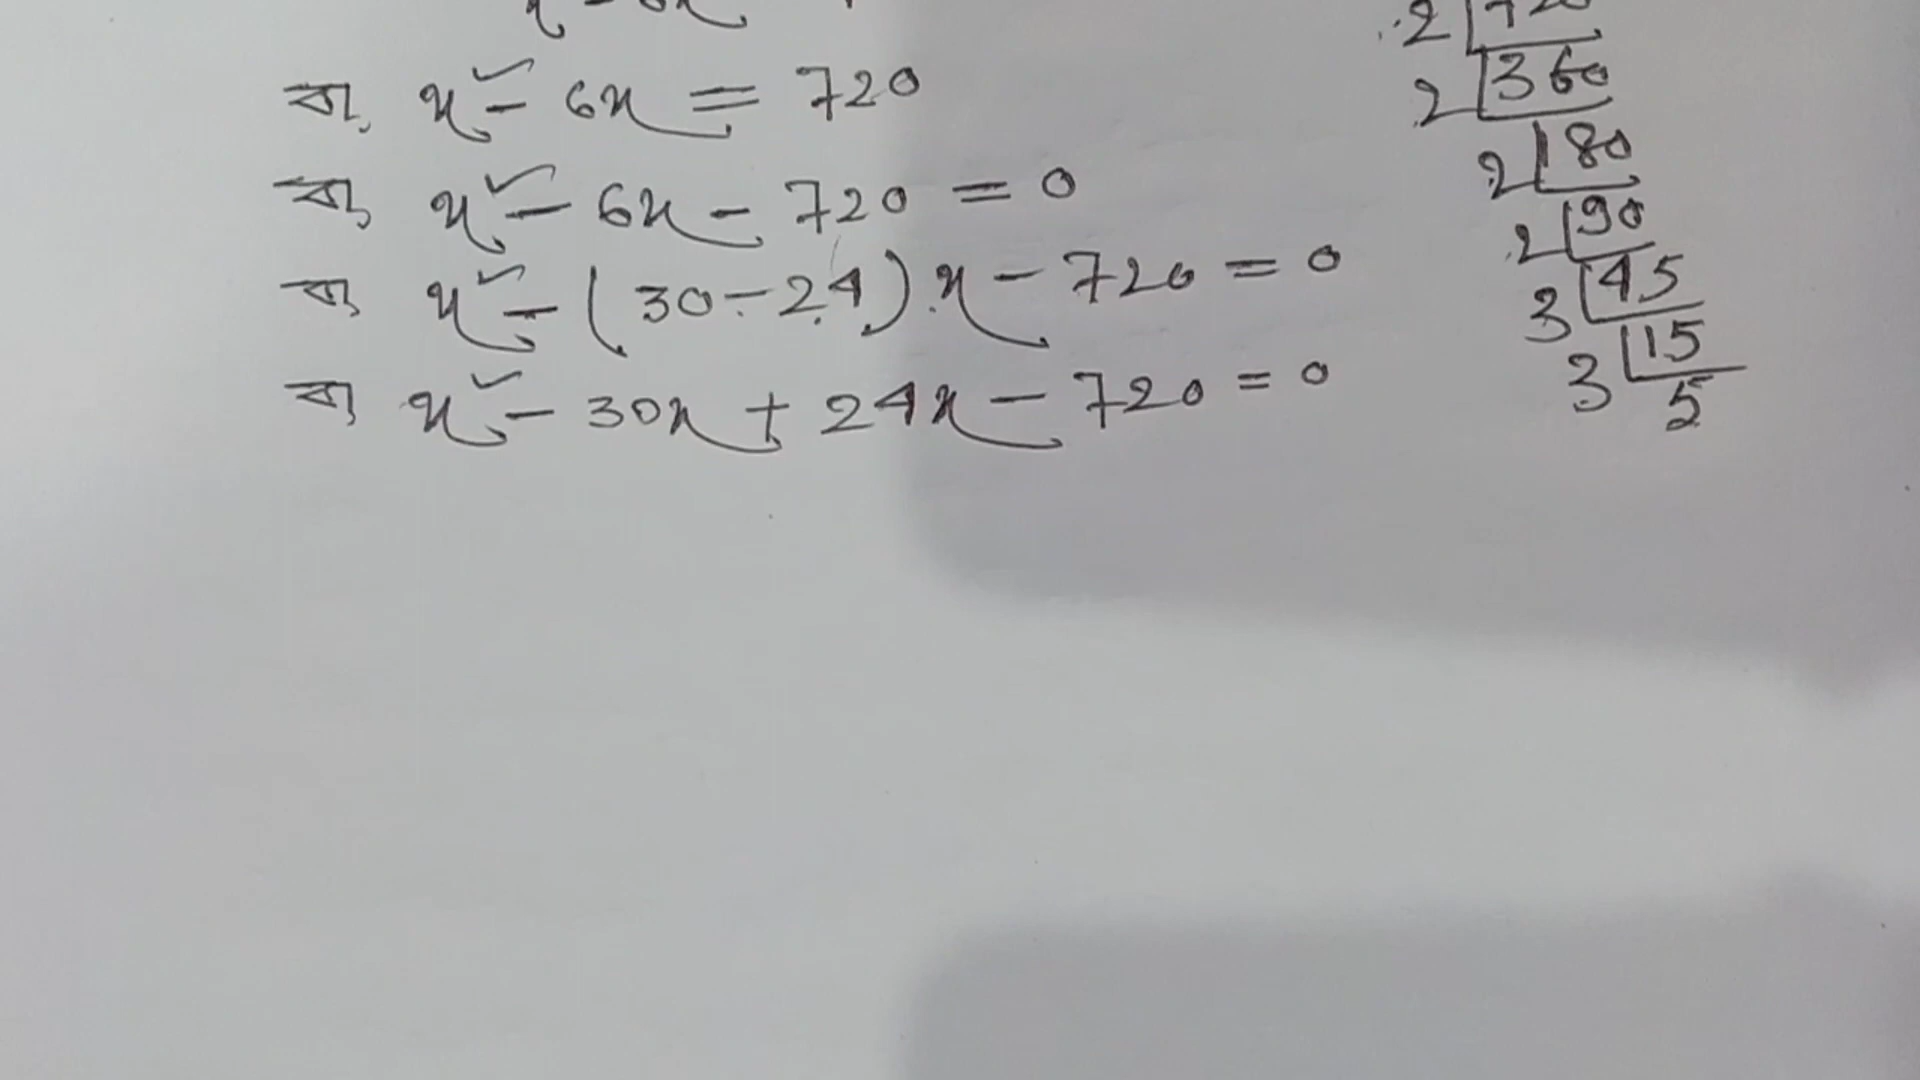 বা, x² - 6x = 720
বা, x² - 6x - 720 = 0
বা, x² - (30 - 24)x - 720 = 0
বা, x² - 30x + 24x - 720 = 0
2 | 720
2 | 360
2 | 180
2 | 90
3 | 45
3 | 15
5